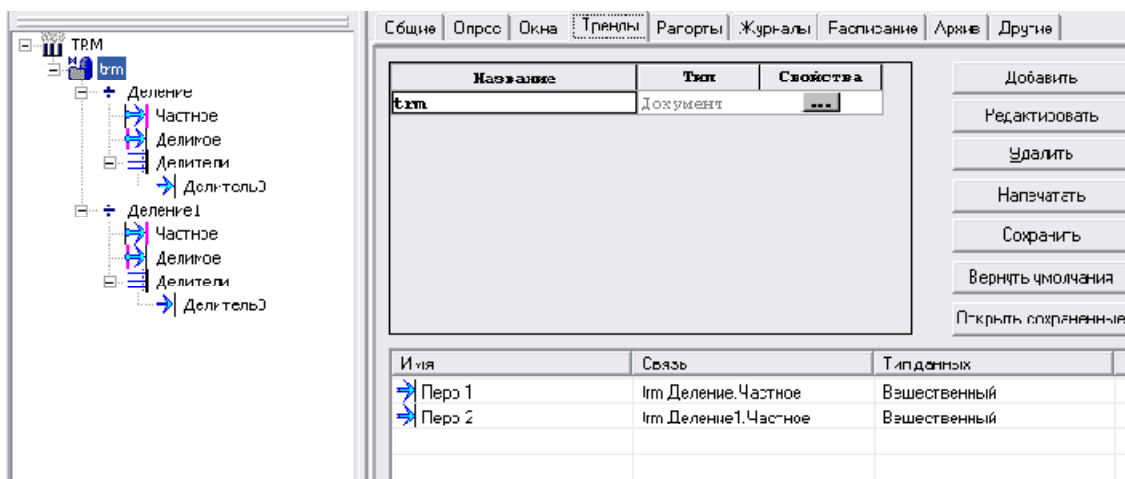 TRM
trm
Деление
Частное
Делимое
Делители
Делитель0
Деление1
Частное
Делимое
Делители
Делитель0
Общие Опрос Окна Тренды Рапорты Журналы Расписание Архив Другие
Название Тип Свойства
trm Документ ...
Добавить
Редактировать
Удалить
Напечатать
Сохранить
Вернуть умолчания
Открыть сохраненные
Имя Связь Тип данных
Перо 1 trm.Деление.Частное Вещественный
Перо 2 trm.Деление1.Частное Вещественный